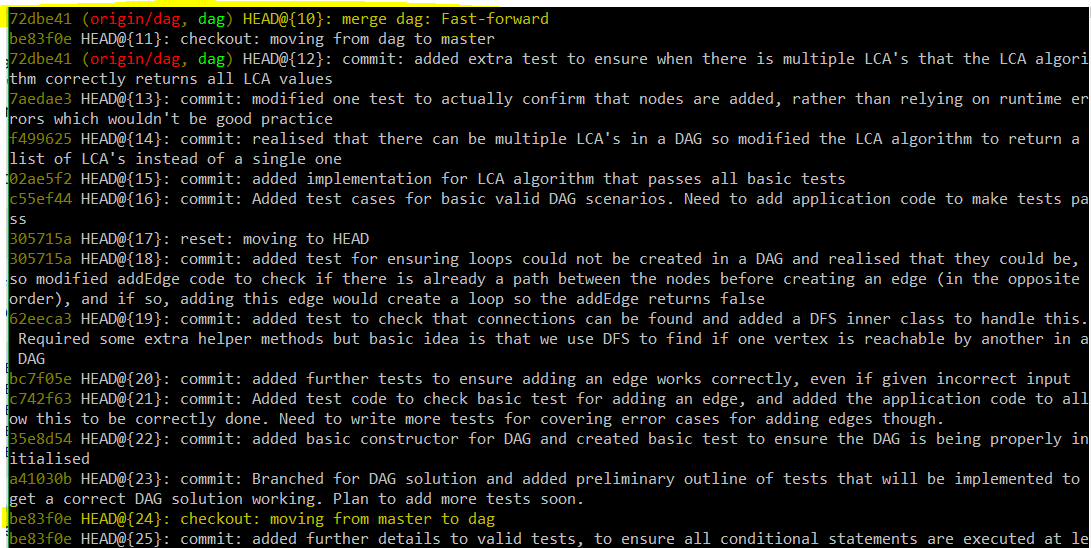 72dbe41 (origin/dag, dag) HEAD@{10}: merge dag: Fast-forward
be83f0e HEAD@{11}: checkout: moving from dag to master
72dbe41 (origin/dag, dag) HEAD@{12}: commit: added extra test to ensure when there is multiple LCA's that the LCA algori
thm correctly returns all LCA values
7aedae3 HEAD@{13}: commit: modified one test to actually confirm that nodes are added, rather than relying on runtime er
rors which wouldn't be good practice
f499625 HEAD@{14}: commit: realised that there can be multiple LCA's in a DAG so modified the LCA algorithm to return a
list of LCA's instead of a single one
02ae5f2 HEAD@{15}: commit: added implementation for LCA algorithm that passes all basic tests
c55ef44 HEAD@{16}: commit: Added test cases for basic valid DAG scenarios. Need to add application code to make tests pa
ss
305715a HEAD@{17}: reset: moving to HEAD
305715a HEAD@{18}: commit: added test for ensuring loops could not be created in a DAG and realised that they could be,
so modified addEdge code to check if there is already a path between the nodes before creating an edge (in the opposite
order), and if so, adding this edge would create a loop so the addEdge returns false
62eeca3 HEAD@{19}: commit: added test to check that connections can be found and added a DFS inner class to handle this.
Required some extra helper methods but basic idea is that we use DFS to find if one vertex is reachable by another in a
DAG
bc7f05e HEAD@{20}: commit: added further tests to ensure adding an edge works correctly, even if given incorrect input
c742f63 HEAD@{21}: commit: Added test code to check basic test for adding an edge, and added the application code to all
ow this to be correctly done. Need to write more tests for covering error cases for adding edges though.
35e8d54 HEAD@{22}: commit: added basic constructor for DAG and created basic test to ensure the DAG is being properly in
itialised
a41030b HEAD@{23}: commit: Branched for DAG solution and added preliminary outline of tests that will be implemented to
get a correct DAG solution working. Plan to add more tests soon.
be83f0e HEAD@{24}: checkout: moving from master to dag
be83f0e HEAD@{25}: commit: added further details to valid tests, to ensure all conditional statements are executed at le